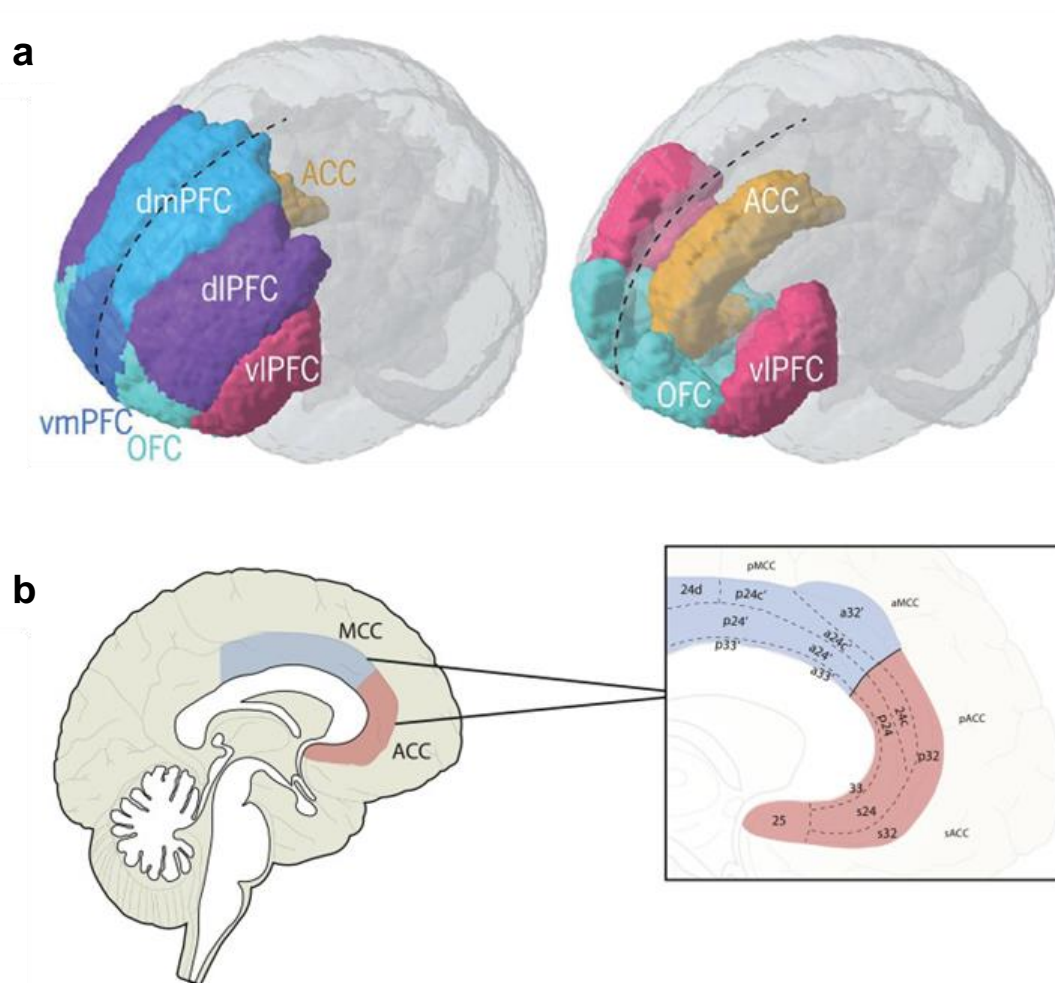 a
ACC
dmPFC
dlPFC
vlPFC
vmPFC
OFC
ACC
vlPFC
OFC
b
MCC
ACC
pMCC
24d
p24c'
aMCC
a32'
p24'
a24c'
p33'
a24'
a33'
24c
p24
pACC
p32
33
s24
25
s32
sACC